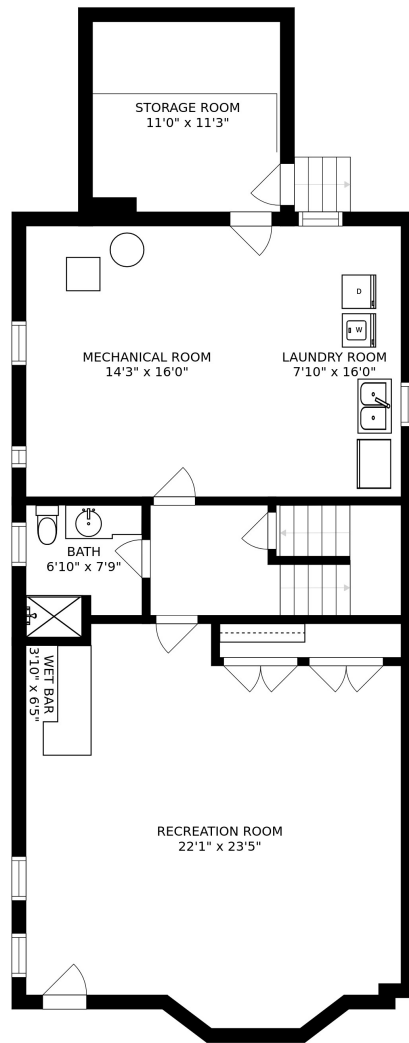 STORAGE ROOM
11'0" x 11'3"
D
W
MECHANICAL ROOM
14'3" x 16'0"
LAUNDRY ROOM
7'10" x 16'0"
BATH
6'10" x 7'9"
WET BAR
3'10" x 6'5"
RECREATION ROOM
22'1" x 23'5"